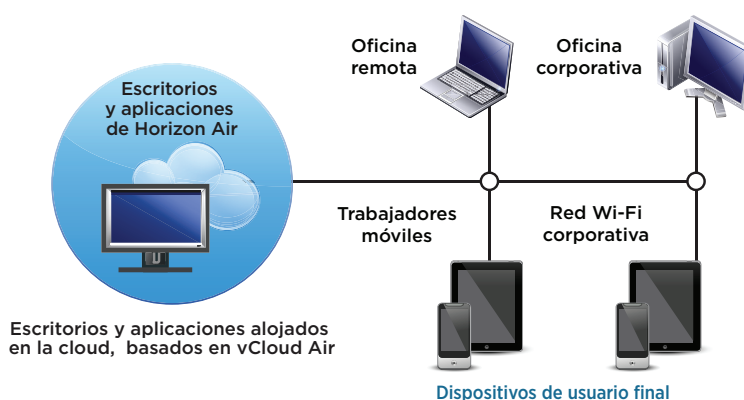 Escritorios
y aplicaciones
de Horizon Air
Oficina
remota
Oficina
corporativa
Trabajadores
móviles
Red Wi-Fi
corporativa
Escritorios y aplicaciones alojados
en la cloud, basados en vCloud Air
Dispositivos de usuario final